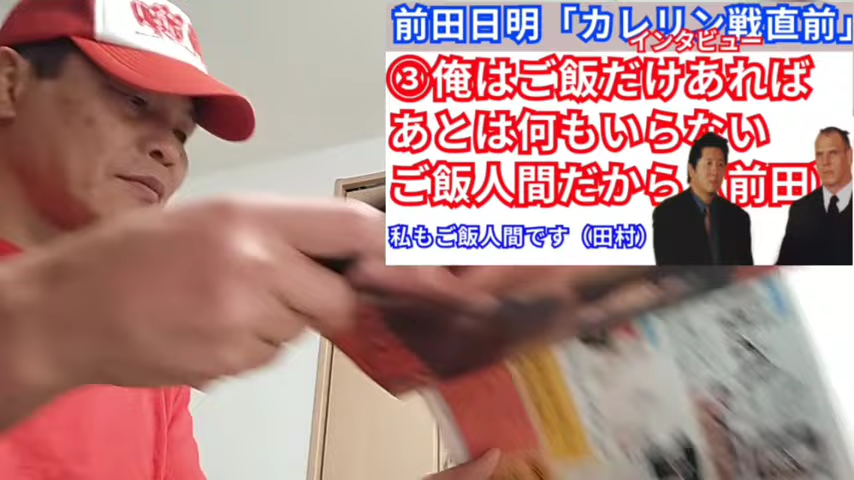 前田日明「カレリン戦直前」
インタビュー
③俺はご飯だけあれば
あとは何もいらない
ご飯人間だから（前田）
私もご飯人間です（田村）